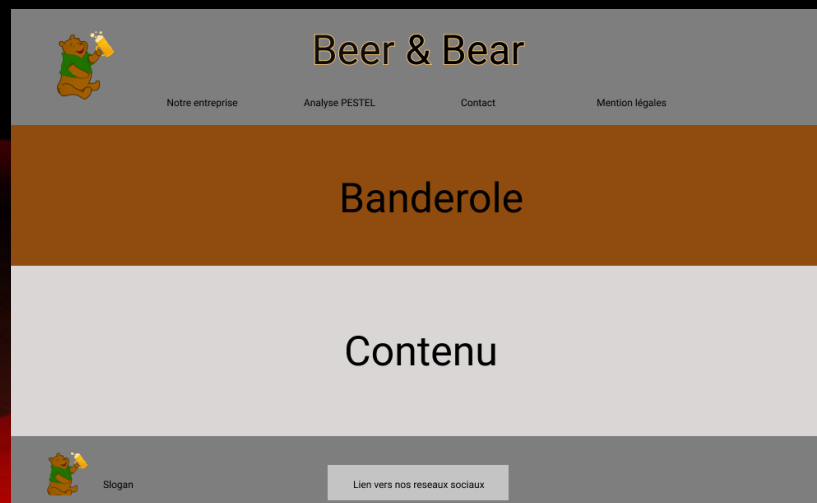 Beer & Bear
Notre entreprise
Analyse PESTEL
Contact
Mention légales
Banderole
Contenu
Slogan
Lien vers nos reseaux sociaux